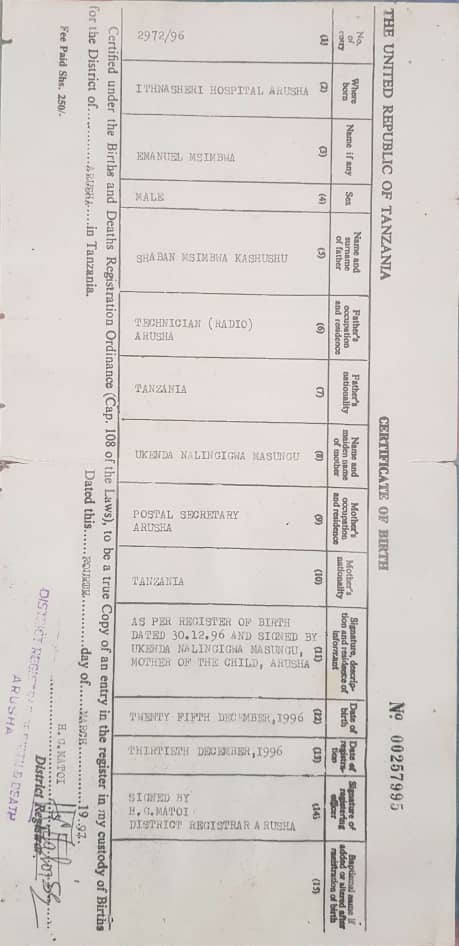 THE UNITED REPUBLIC OF TANZANIA
CERTIFICATE OF BIRTH
Nº 00257995
No. of entry
(1)
2972/96
Where born
(2)
ITHNASHERI HOSPITAL ARUSHA
Name if any
(3)
EMANUEL MSIMBWA
Sex
(4)
MALE
Name and surname of father
(5)
SHABAN MSIMBWA KASHUSHU
Father's occupation and residence
(6)
TECHNICIAN (RADIO)
ARUSHA
Father's nationality
(7)
TANZANIA
Name and maiden name of mother
(8)
UKENDA NALINGIGWA MASUNGU
Mother's occupation and residence
(9)
POSTAL SECRETARY
ARUSHA
Mother's nationality
(10)
TANZANIA
Signature, description and residence of informant
(11)
AS PER REGISTER OF BIRTH
DATED 30.12.96 AND SIGNED BY
UKENDA NALINGIGWA MASUNGU,
MOTHER OF THE CHILD, ARUSHA
Date of birth
(12)
TWENTY FIFTH DECEMBER,1996
Date of registration
(13)
THIRTIETH DECEMBER,1996
Signature of registering officer
(14)
SIGNED BY
H.G.MATOI
DISTRICT REGISTRAR ARUSHA
Baptismal name if added or altered after registration of birth
(15)
Certified under the Births and Deaths Registration Ordinance (Cap. 108 of the Laws), to be a true Copy of an entry in the register in my custody of Births
for the District of............ARUSHA.....in Tanzania.
Dated this......FOURTH............day of......MARCH..........19.97.
Fee Paid Shs. 250/-
H.G.MATOI
District Registrar.
ARUSHA